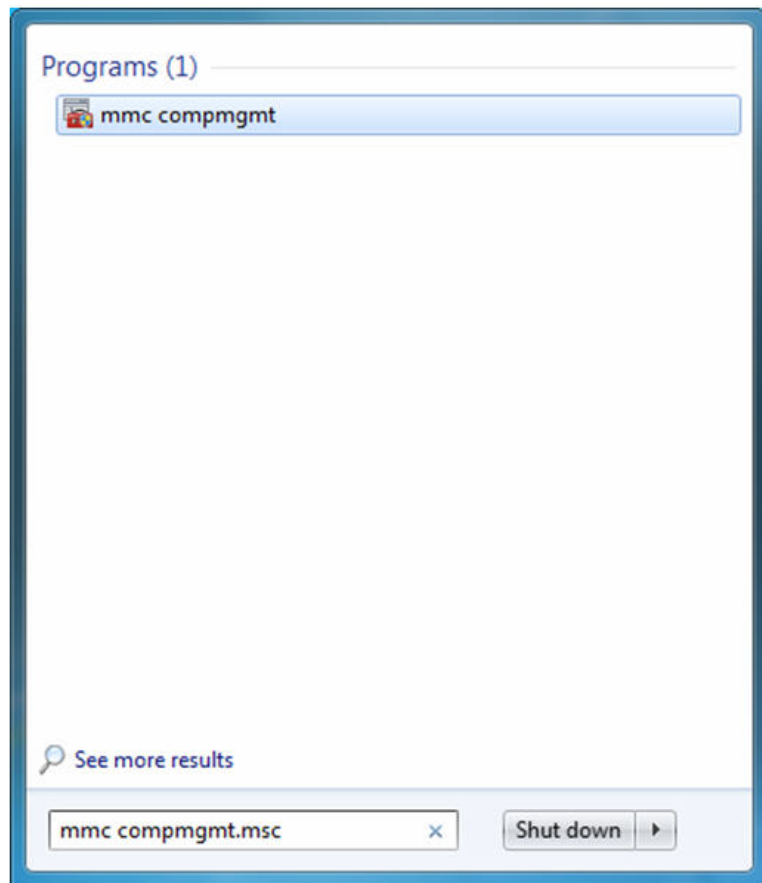 Programs (1)
mmc compmgmt
See more results
mmc compmgmt.msc
Shut down